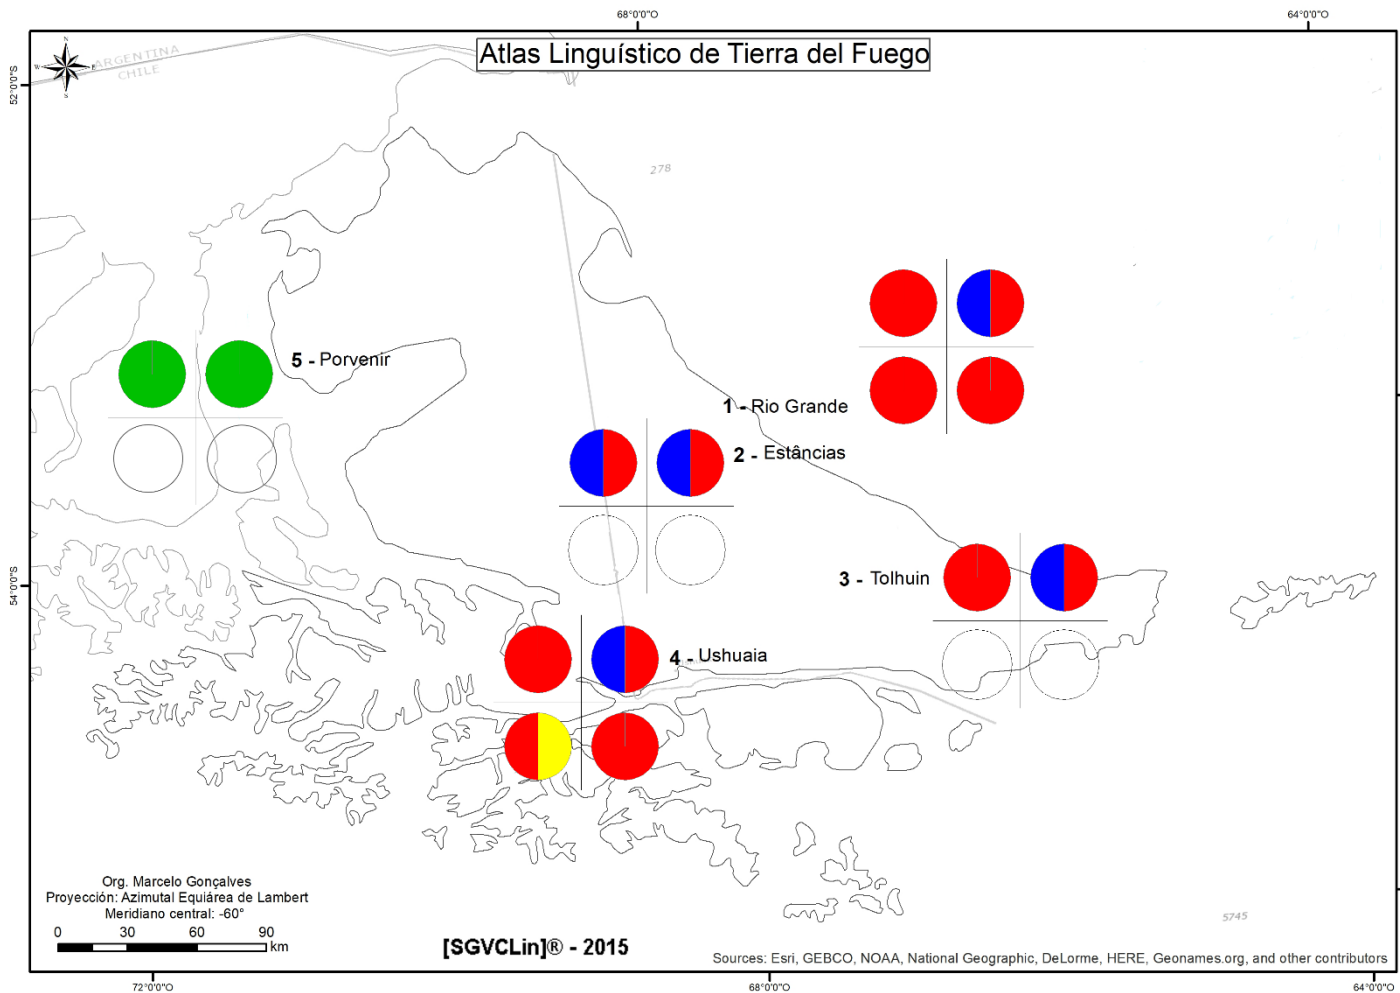 68°0'0"O
64°0'0"O
Atlas Linguístico de Tierra del Fuego
ARGENTINA
CHILE
N
W
E
S
52°0'0"S
278
5 - Porvenir
1 - Rio Grande
2 - Estâncias
3 - Tolhuin
54°0'0"S
4 - Ushuaia
Org. Marcelo Gonçalves
Proyección: Azimutal Equiárea de Lambert
Meridiano central: -60°
0 30 60 90
km
[SGVCLin]® - 2015
5745
Sources: Esri, GEBCO, NOAA, National Geographic, DeLorme, HERE, Geonames.org, and other contributors
72°0'0"O
68°0'0"O
64°0'0"O